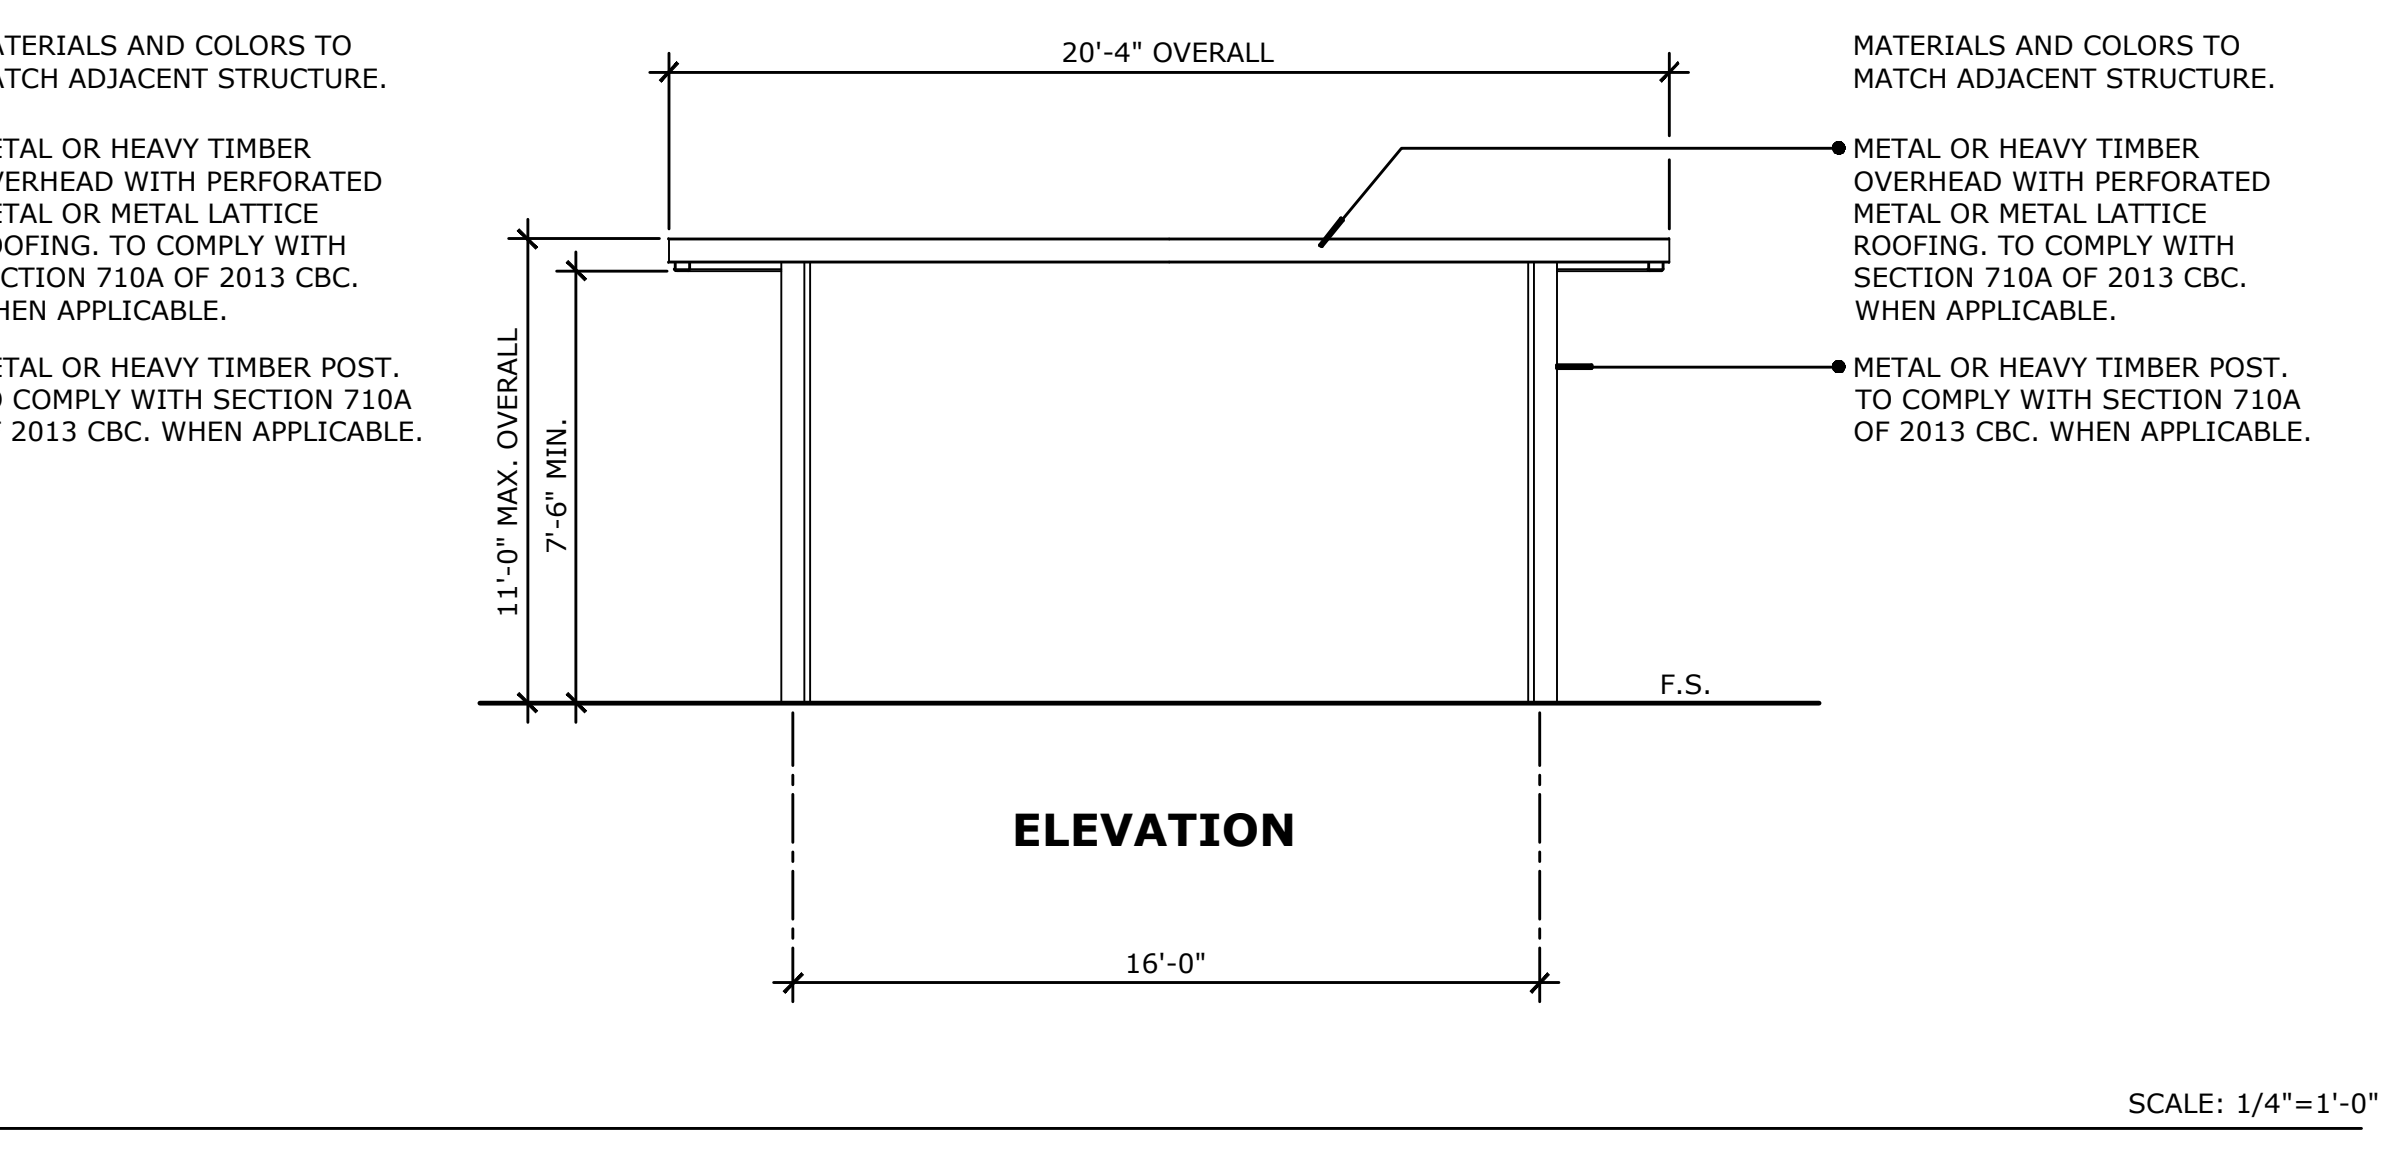 ATERIALS AND COLORS TO
ATCH ADJACENT STRUCTURE.
ETAL OR HEAVY TIMBER
VERHEAD WITH PERFORATED
ETAL OR METAL LATTICE
OOFING. TO COMPLY WITH
ECTION 710A OF 2013 CBC.
HEN APPLICABLE.
ETAL OR HEAVY TIMBER POST.
O COMPLY WITH SECTION 710A
F 2013 CBC. WHEN APPLICABLE.
20'-4" OVERALL
11'-0" MAX. OVERALL
7'-6" MIN.
F.S.
ELEVATION
16'-0"
MATERIALS AND COLORS TO
MATCH ADJACENT STRUCTURE.
METAL OR HEAVY TIMBER
OVERHEAD WITH PERFORATED
METAL OR METAL LATTICE
ROOFING. TO COMPLY WITH
SECTION 710A OF 2013 CBC.
WHEN APPLICABLE.
METAL OR HEAVY TIMBER POST.
TO COMPLY WITH SECTION 710A
OF 2013 CBC. WHEN APPLICABLE.
SCALE: 1/4"=1'-0"